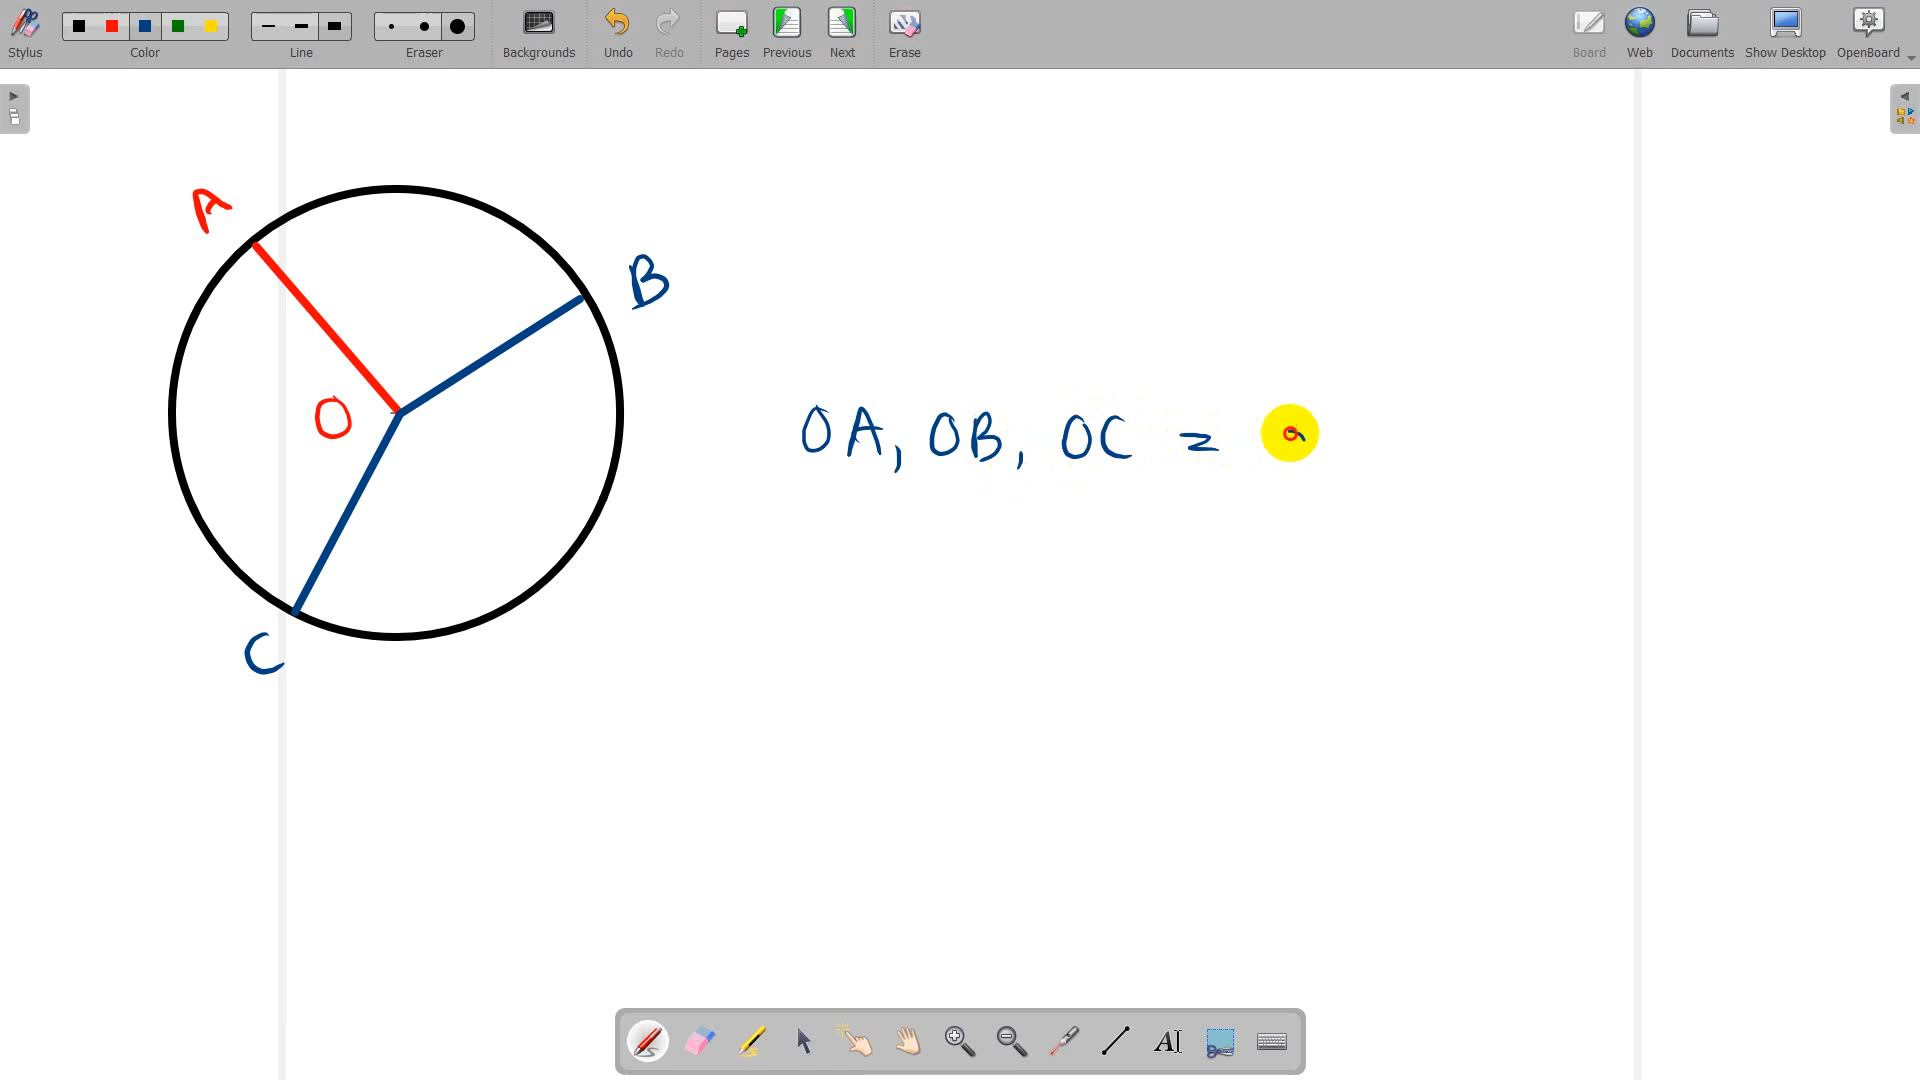 Stylus Color Line Eraser Backgrounds Undo Redo Pages Previous Next Erase Board Web Documents Show Desktop OpenBoard
A
B
O
OA, OB, OC =
C